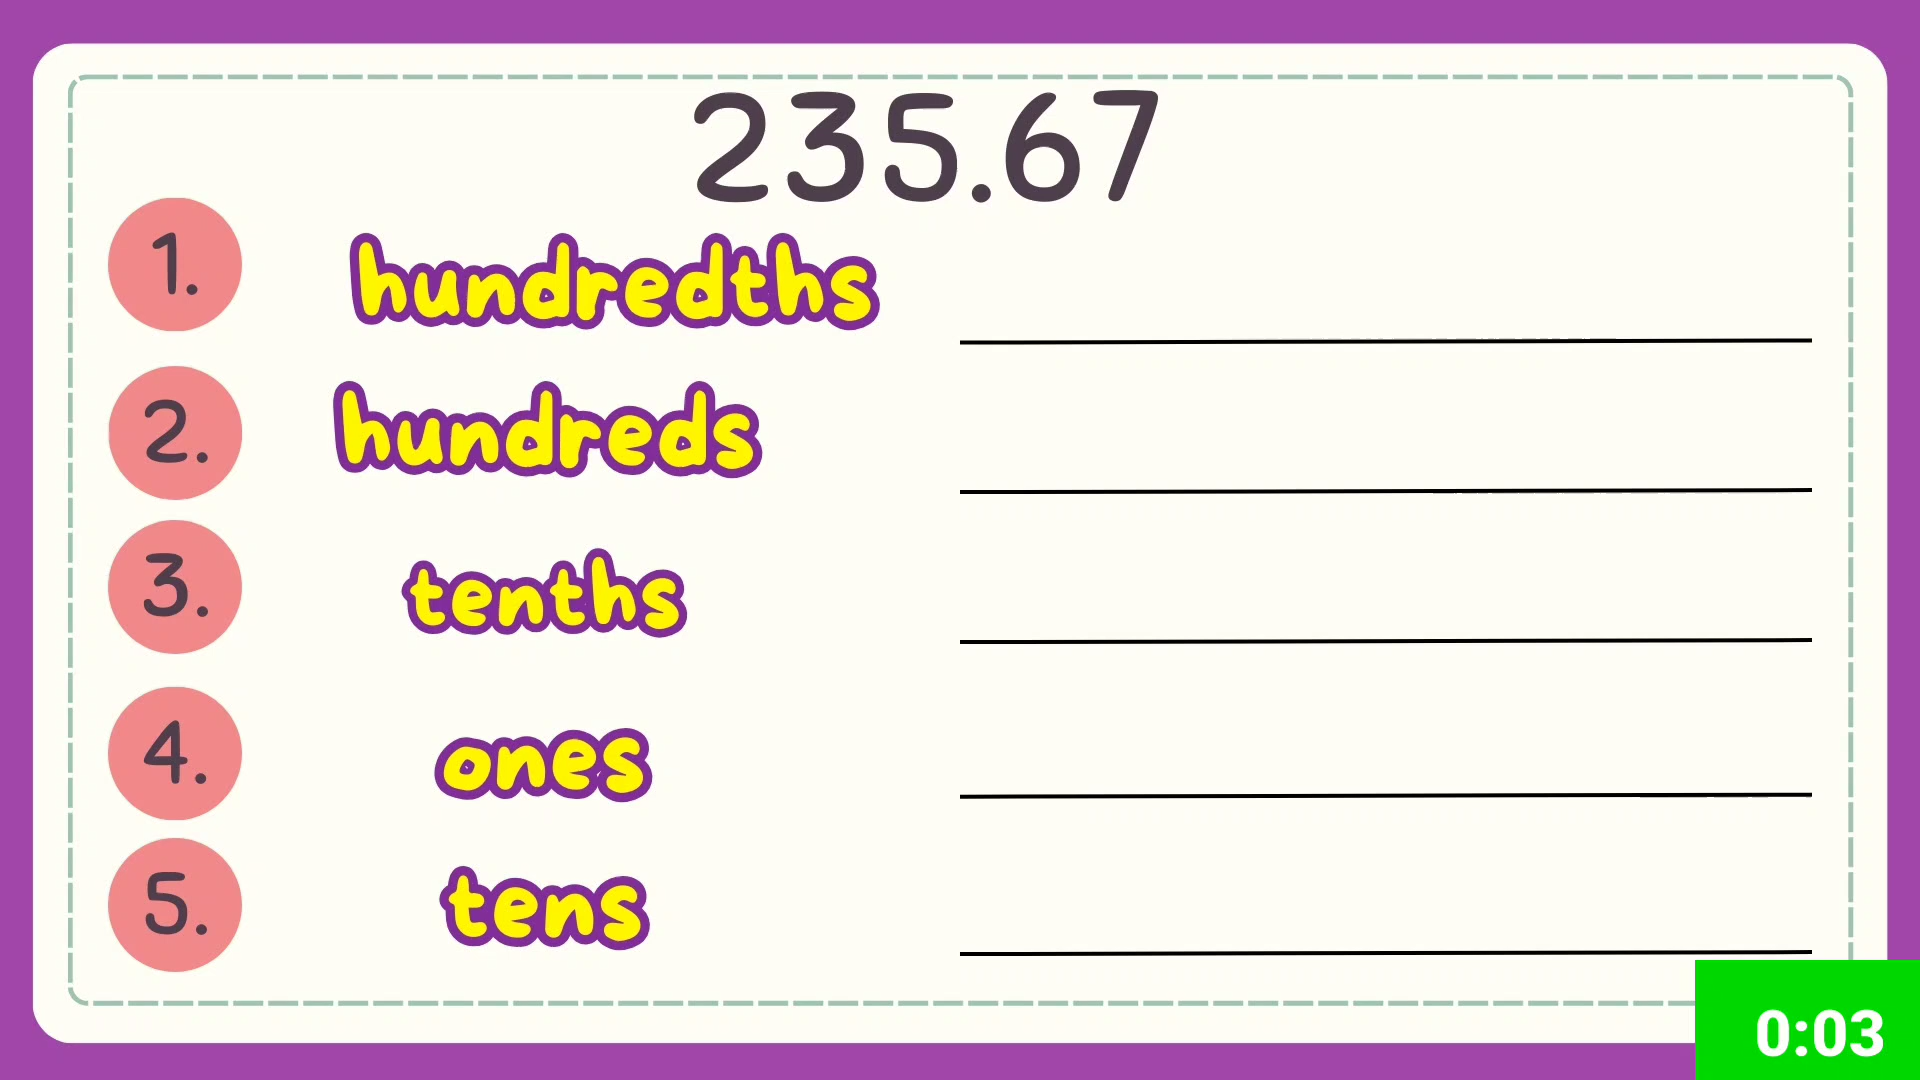 235.67
1. hundredths
2. hundreds
3. tenths
4. ones
5. tens
0:03